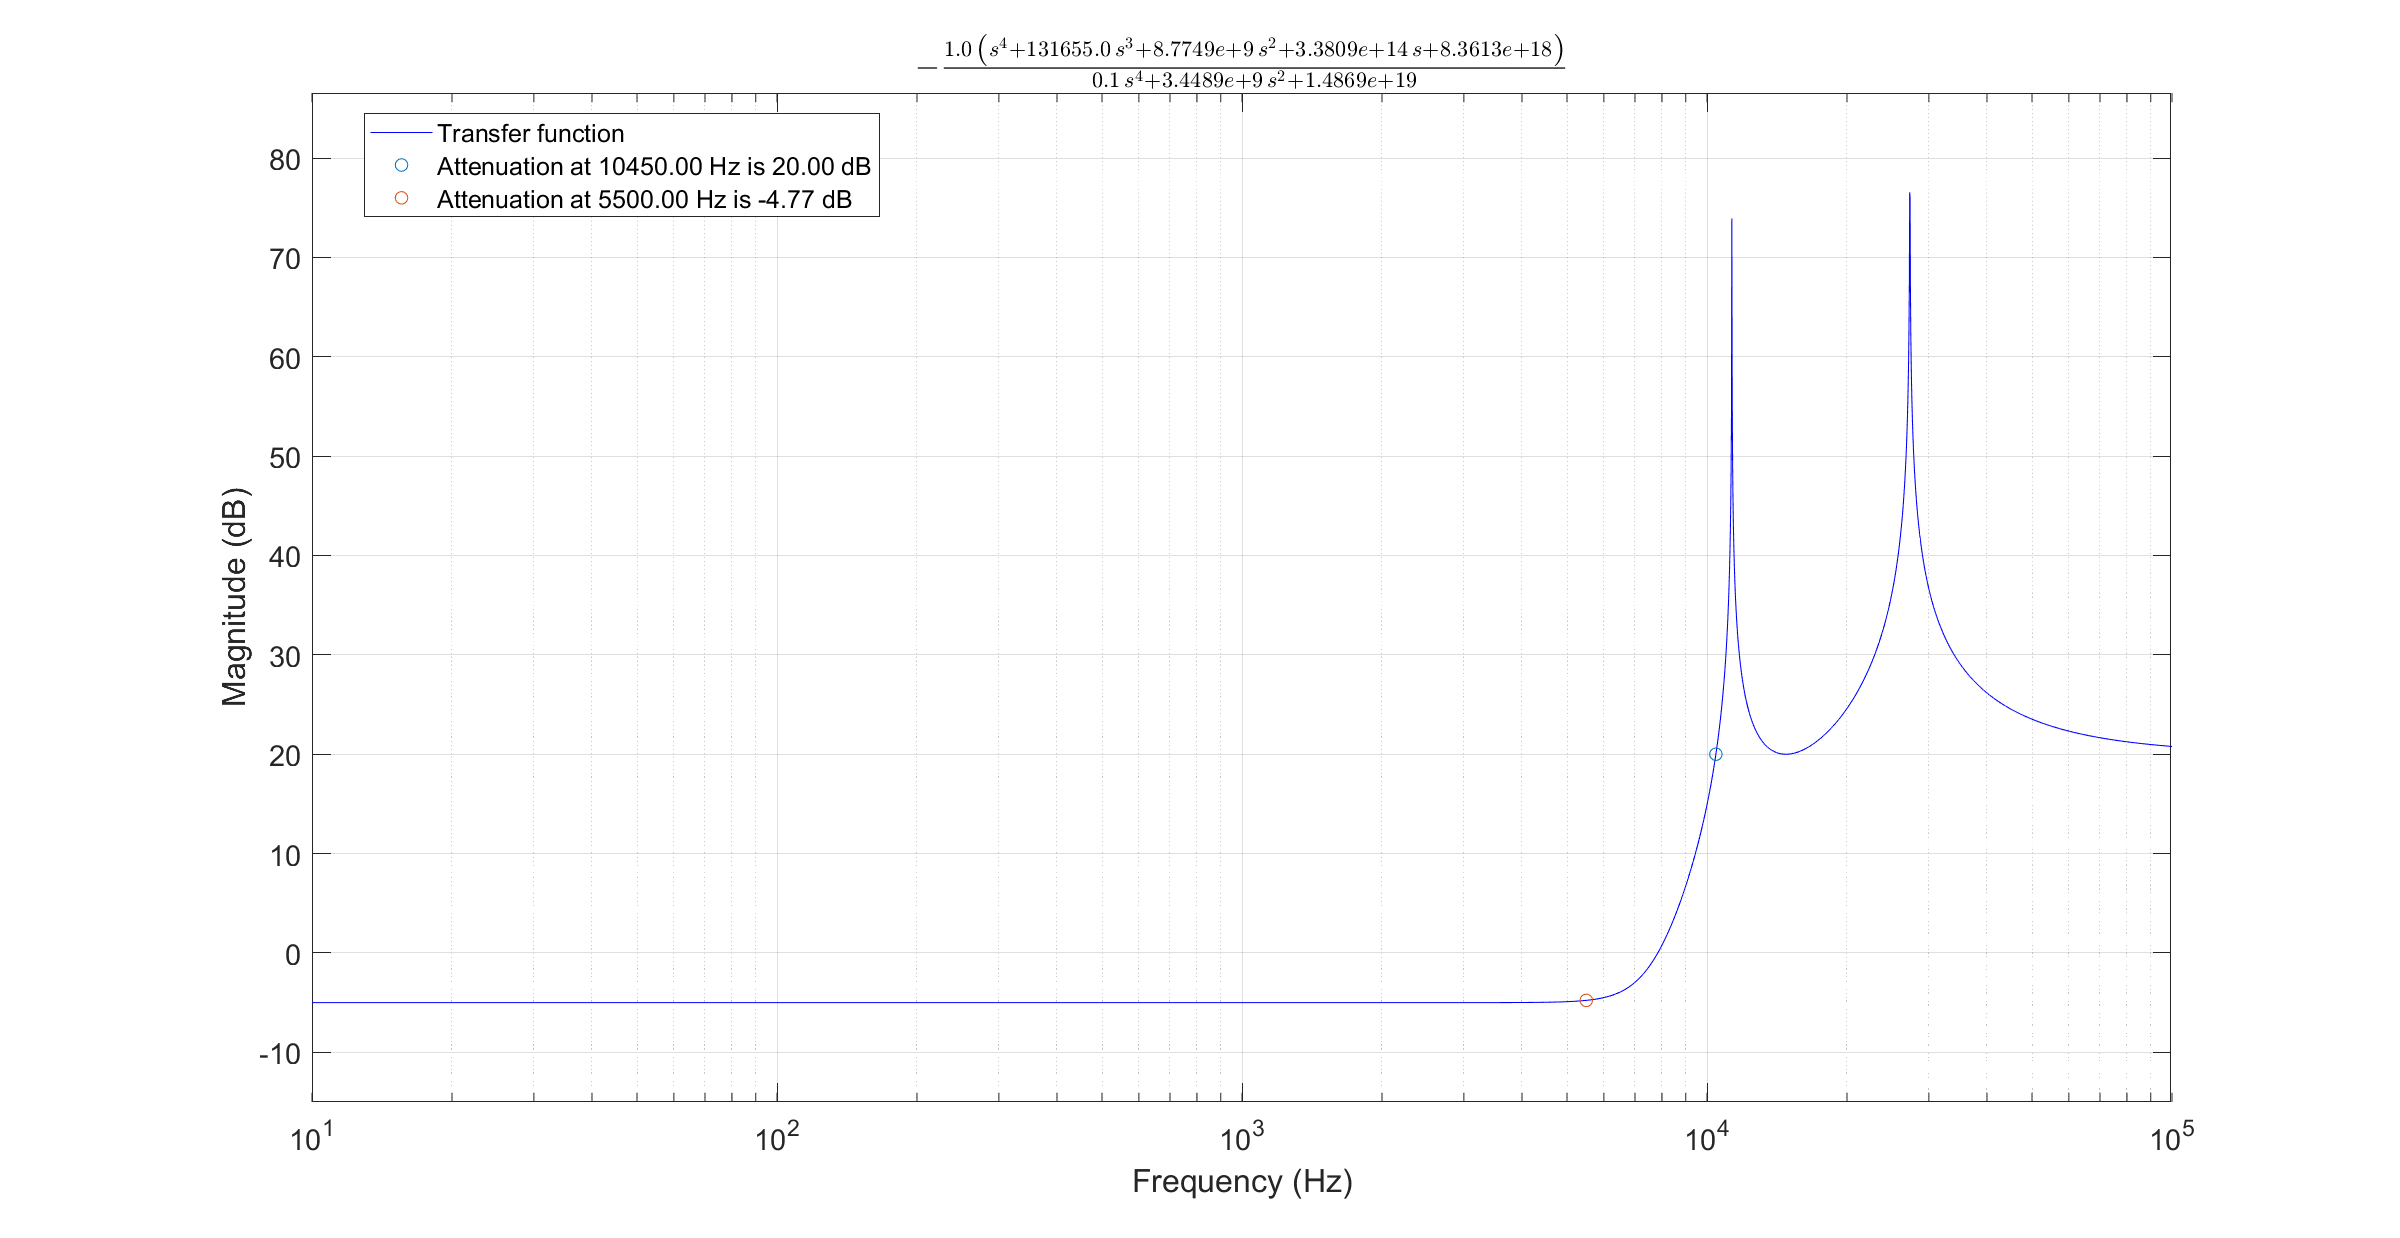 − 1.0 (s⁴+131655.0 s³+8.7749e+9 s²+3.3809e+14 s+8.3613e+18)
0.1 s⁴+3.4489e+9 s²+1.4869e+19
Transfer function
Attenuation at 10450.00 Hz is 20.00 dB
Attenuation at 5500.00 Hz is -4.77 dB
80
70
60
50
40
30
20
10
0
-10
Magnitude (dB)
10¹ 10² 10³ 10⁴ 10⁵
Frequency (Hz)